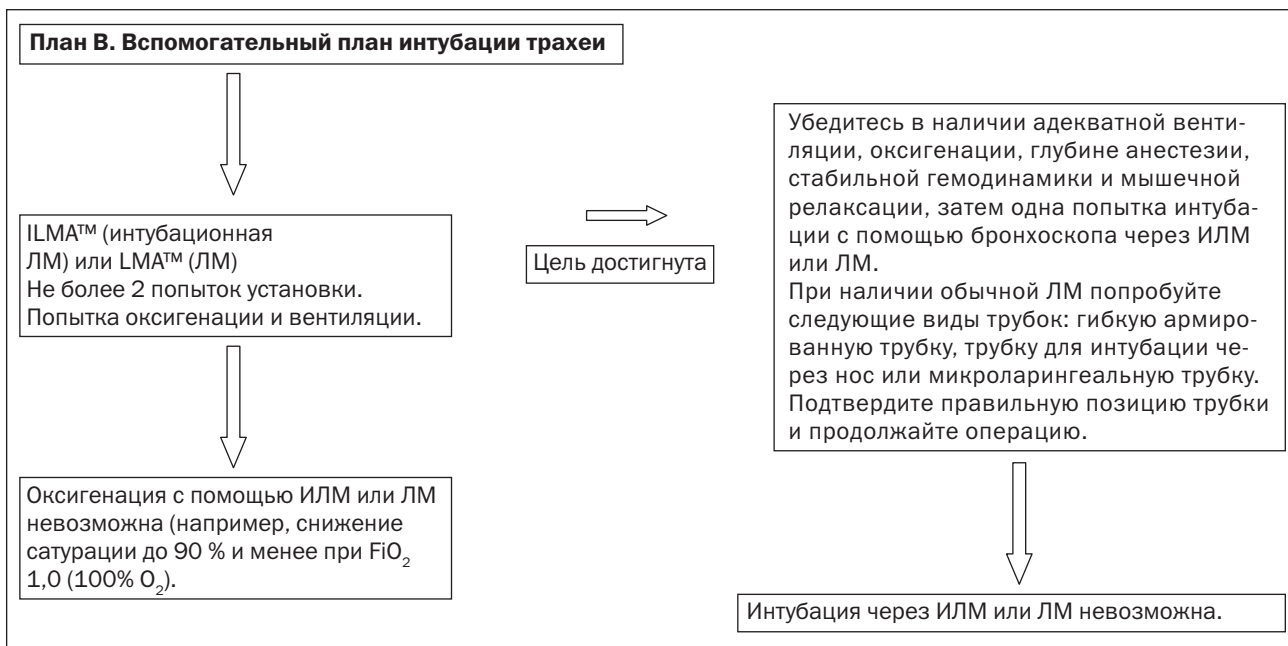 План В. Вспомогательный план интубации трахеи
ILMA™ (интубационная
ЛМ) или LMA™ (ЛМ)
Не более 2 попыток установки.
Попытка оксигенации и вентиляции.
Цель достигнута
Убедитесь в наличии адекватной венти-
ляции, оксигенации, глубине анестезии,
стабильной гемодинамики и мышечной
релаксации, затем одна попытка интуба-
ции с помощью бронхоскопа через ИЛМ
или ЛМ.
При наличии обычной ЛМ попробуйте
следующие виды трубок: гибкую армиро-
ванную трубку, трубку для интубации че-
рез нос или микроларингеальную трубку.
Подтвердите правильную позицию трубки
и продолжайте операцию.
Оксигенация с помощью ИЛМ или ЛМ
невозможна (например, снижение
сатурации до 90 % и менее при FiO₂
1,0 (100% O₂).
Интубация через ИЛМ или ЛМ невозможна.